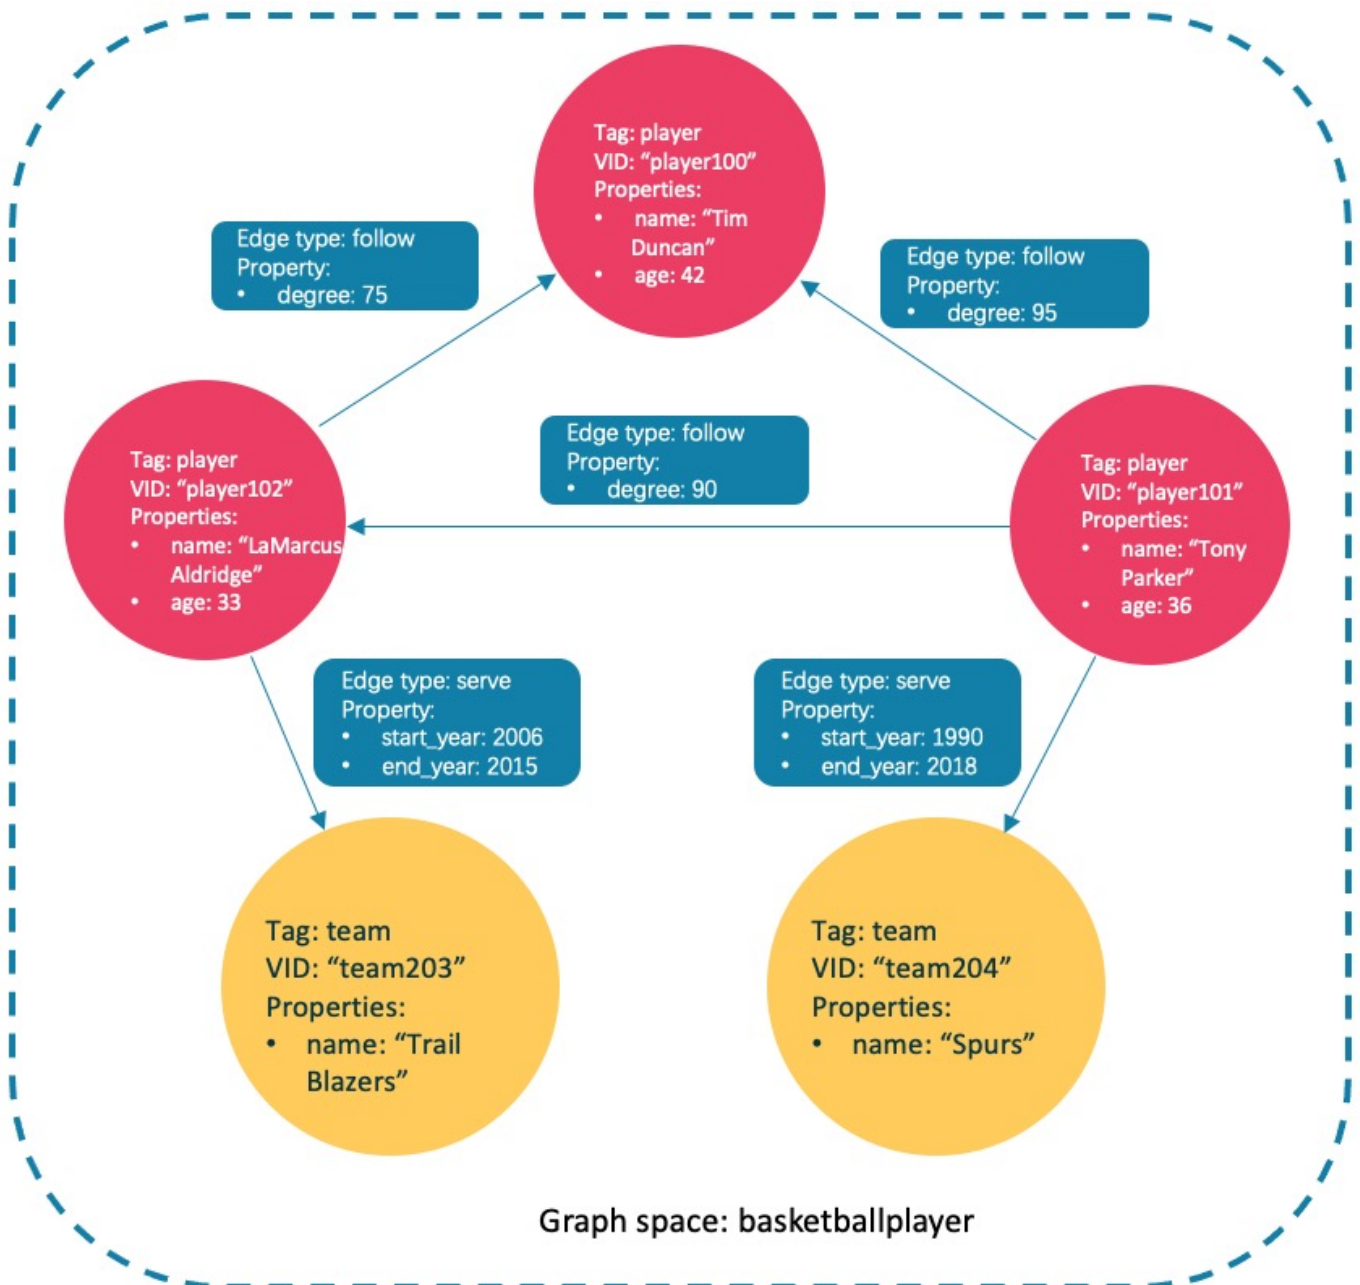 Tag: player
VID: “player100”
Properties:
• name: “Tim
Duncan”
• age: 42
Edge type: follow
Property:
• degree: 75
Edge type: follow
Property:
• degree: 95
Edge type: follow
Property:
• degree: 90
Tag: player
VID: “player102”
Properties:
• name: “LaMarcus
Aldridge”
• age: 33
Tag: player
VID: “player101”
Properties:
• name: “Tony
Parker”
• age: 36
Edge type: serve
Property:
• start_year: 2006
• end_year: 2015
Edge type: serve
Property:
• start_year: 1990
• end_year: 2018
Tag: team
VID: “team203”
Properties:
• name: “Trail
Blazers”
Tag: team
VID: “team204”
Properties:
• name: “Spurs”
Graph space: basketballplayer